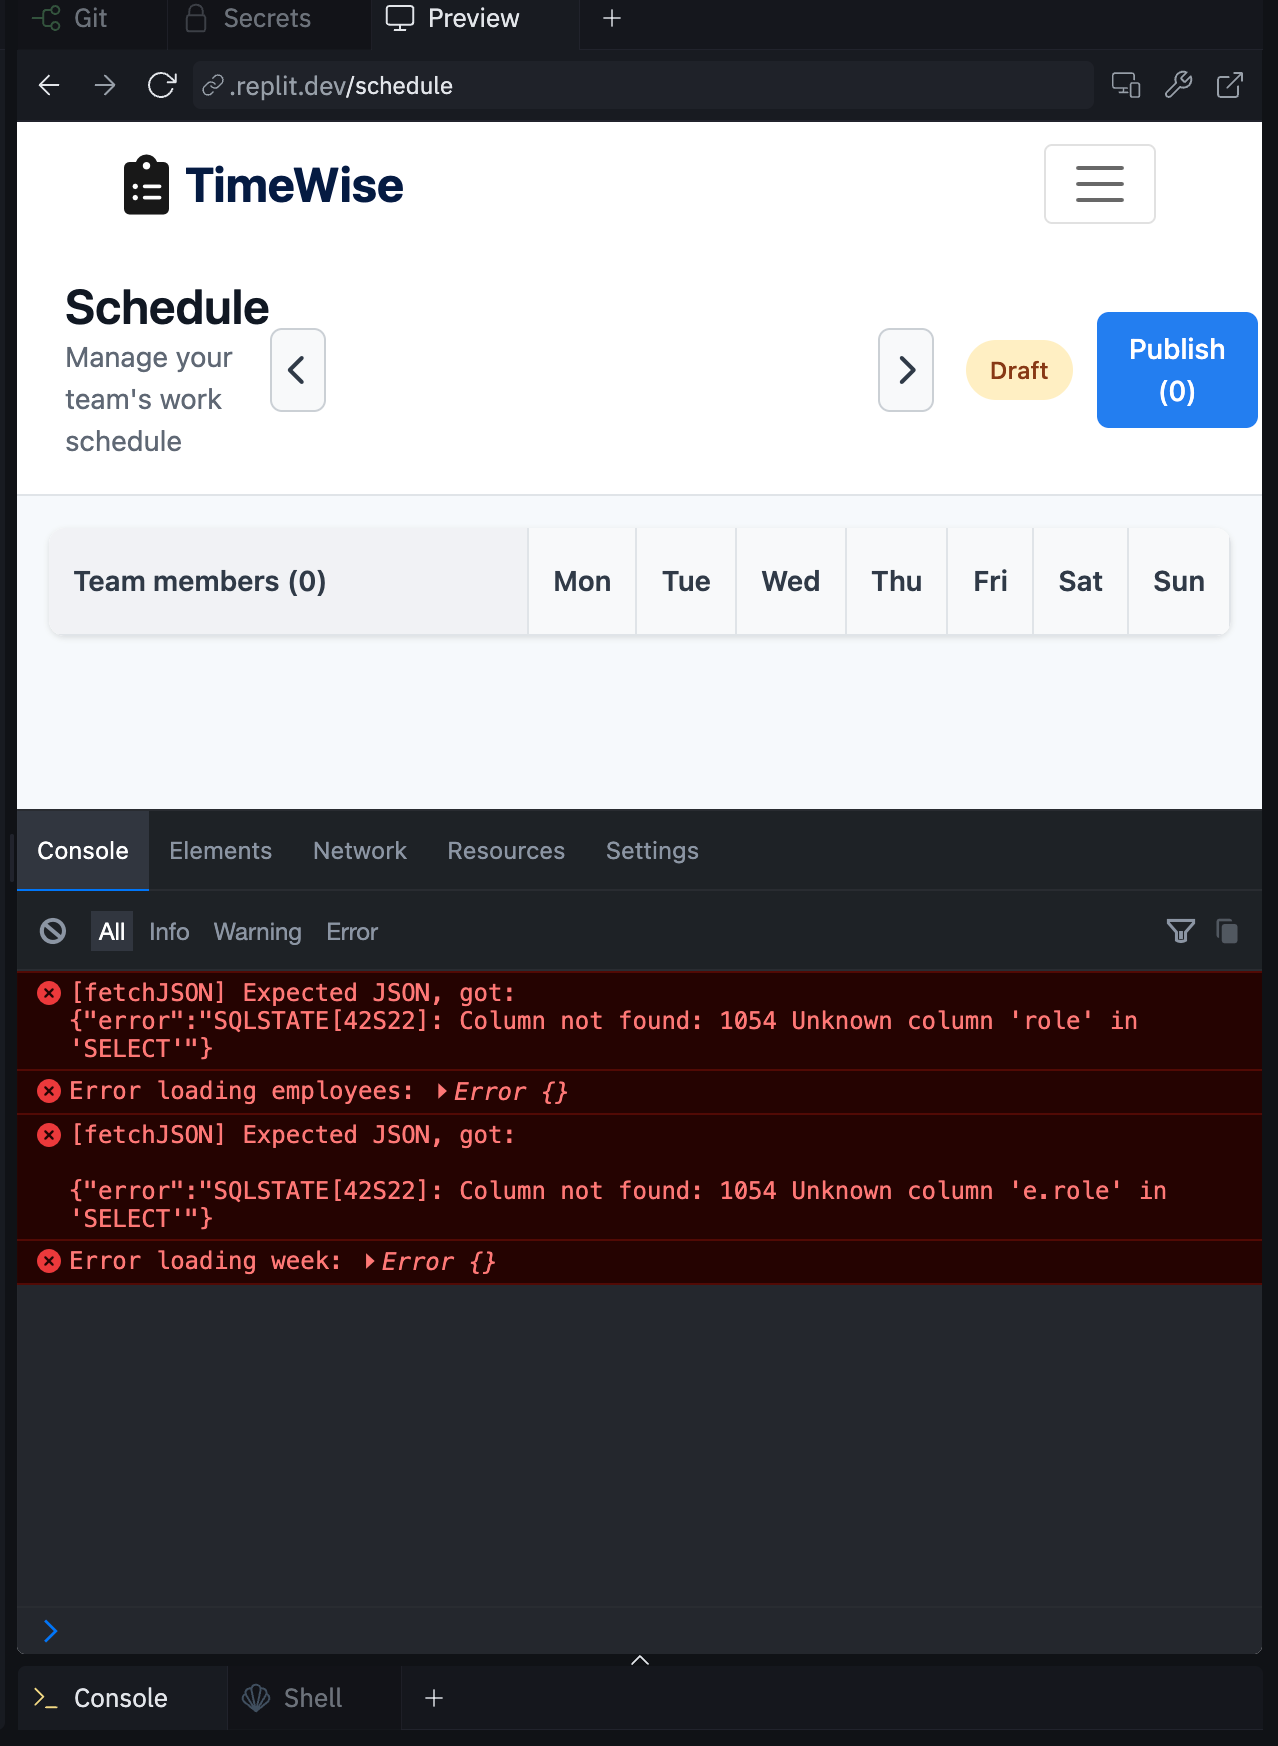 Git
Secrets
Preview
.replit.dev/schedule
TimeWise
Schedule
Manage your
team's work
schedule
Draft
Publish
(0)
Team members (0)
Mon
Tue
Wed
Thu
Fri
Sat
Sun
Console
Elements
Network
Resources
Settings
All
Info
Warning
Error
[fetchJSON] Expected JSON, got:
{"error":"SQLSTATE[42S22]: Column not found: 1054 Unknown column 'role' in
'SELECT'"}
Error loading employees: Error {}
[fetchJSON] Expected JSON, got:
{"error":"SQLSTATE[42S22]: Column not found: 1054 Unknown column 'e.role' in
'SELECT'"}
Error loading week: Error {}
Console
Shell